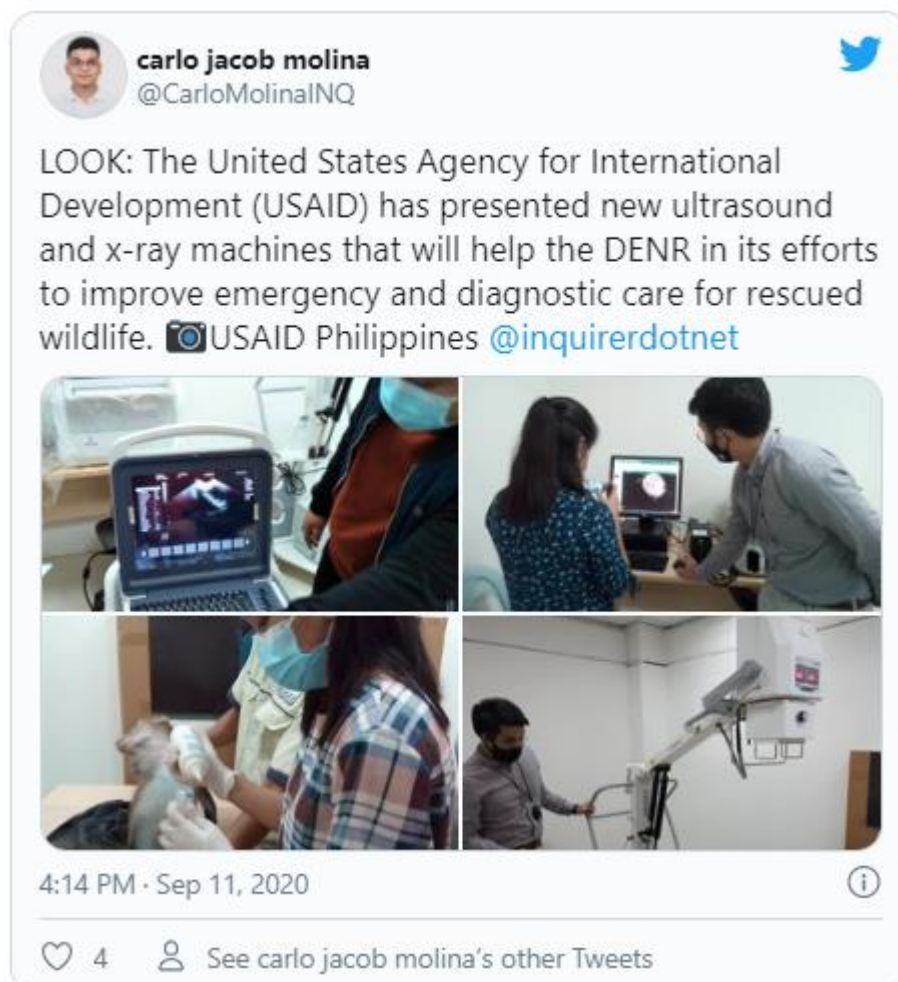 carlo jacob molina
@CarloMolinaINQ
LOOK: The United States Agency for International
Development (USAID) has presented new ultrasound
and x-ray machines that will help the DENR in its efforts
to improve emergency and diagnostic care for rescued
wildlife. 📷USAID Philippines @inquirerdotnet
4:14 PM · Sep 11, 2020
4
See carlo jacob molina's other Tweets